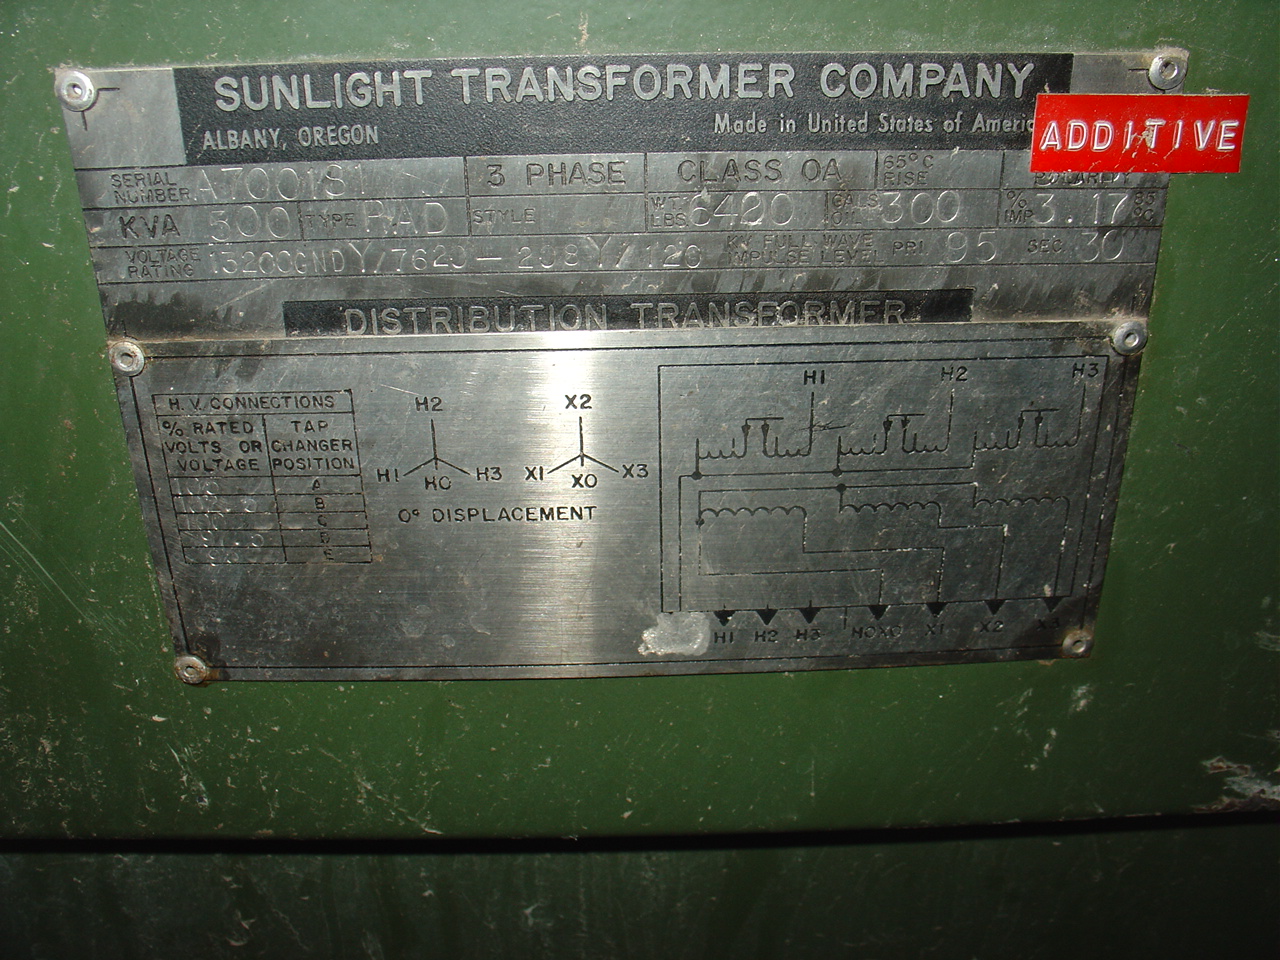 SUNLIGHT TRANSFORMER COMPANY
ALBANY, OREGON Made in United States of America
ADDITIVE
SERIAL NUMBER A700181 3 PHASE CLASS OA 65°C RISE POLARITY
KVA 500 TYPE PAD STYLE WT. LBS. 6420 GALS. OIL 300 % IMP. 3.17 85 °C
VOLTAGE RATING 13200GNDY/7620-208Y/120 KV FULL WAVE IMPULSE LEVEL PRI. 95 SEC. 30
DISTRIBUTION TRANSFORMER
H.V. CONNECTIONS
% RATED VOLTS OR VOLTAGE
TAP CHANGER POSITION
A
B
C
D
E
H2
H1 H0 H3
X2
X1 X0 X3
0° DISPLACEMENT
H1 H2 H3
H1 H2 H3 H0X0 X1 X2 X3